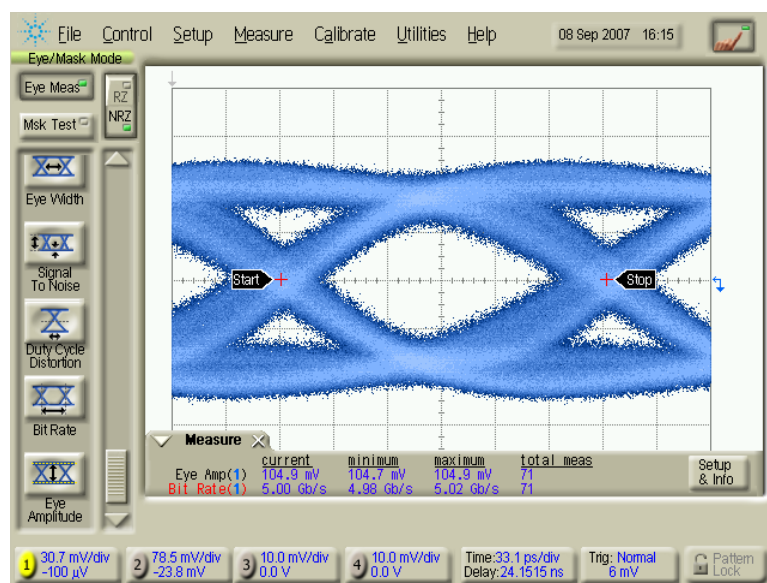 File Control Setup Measure Calibrate Utilities Help 08 Sep 2007 16:15
Eye/Mask Mode
Eye Meas
RZ
NRZ
Msk Test
Eye Width
Signal
To Noise
Duty Cycle
Distortion
Bit Rate
Eye
Amplitude
Start
Stop
Measure
current minimum maximum total meas
Eye Amp(1) 104.9 mV 104.7 mV 104.9 mV 71
Bit Rate(1) 5.00 Gb/s 4.98 Gb/s 5.02 Gb/s 71
Setup
& Info
1 30.7 mV/div
-100 µV
2 78.5 mV/div
-23.8 mV
3 10.0 mV/div
0.0 V
4 10.0 mV/div
0.0 V
Time:33.1 ps/div
Delay:24.1515 ns
Trig: Normal
6 mV
Pattern
Lock